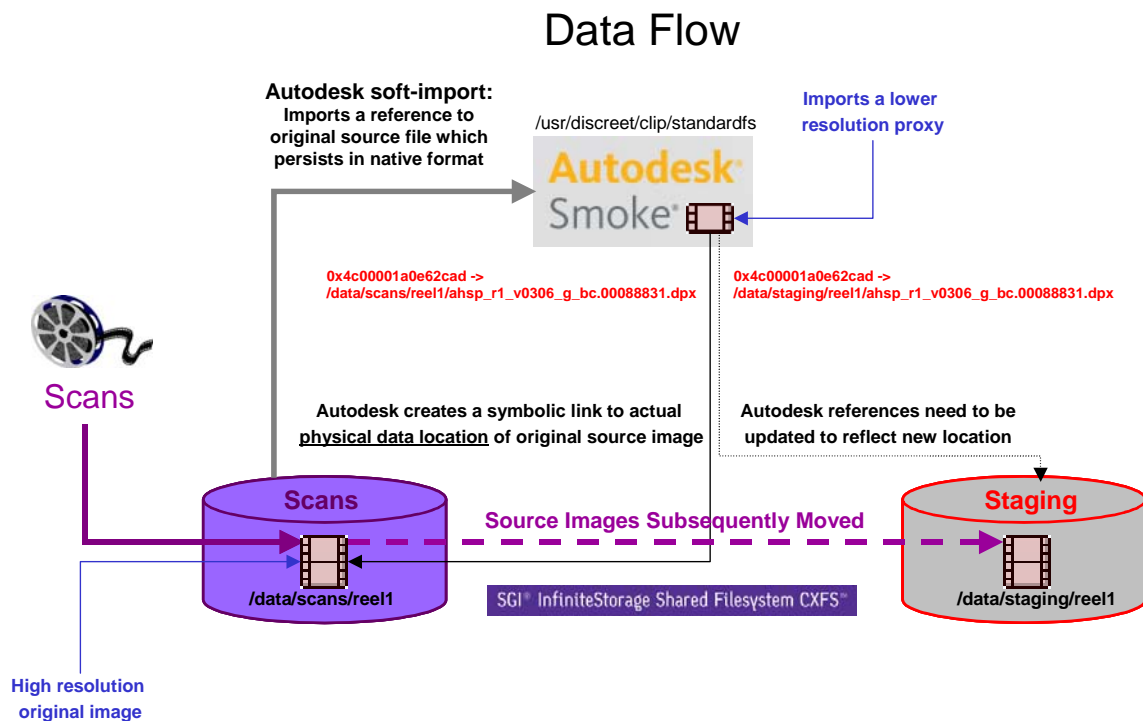 Data Flow
Autodesk soft-import:
Imports a reference to
original source file which
persists in native format
/usr/discreet/clip/standardfs
Autodesk®
Smoke®
Imports a lower
resolution proxy
0x4c00001a0e62cad ->
/data/scans/reel1/ahsp_r1_v0306_g_bc.00088831.dpx
0x4c00001a0e62cad ->
/data/staging/reel1/ahsp_r1_v0306_g_bc.00088831.dpx
Scans
Autodesk creates a symbolic link to actual
physical data location of original source image
Autodesk references need to be
updated to reflect new location
Scans
Source Images Subsequently Moved
Staging
/data/scans/reel1
SGI® InfiniteStorage Shared Filesystem CXFS™
/data/staging/reel1
High resolution
original image